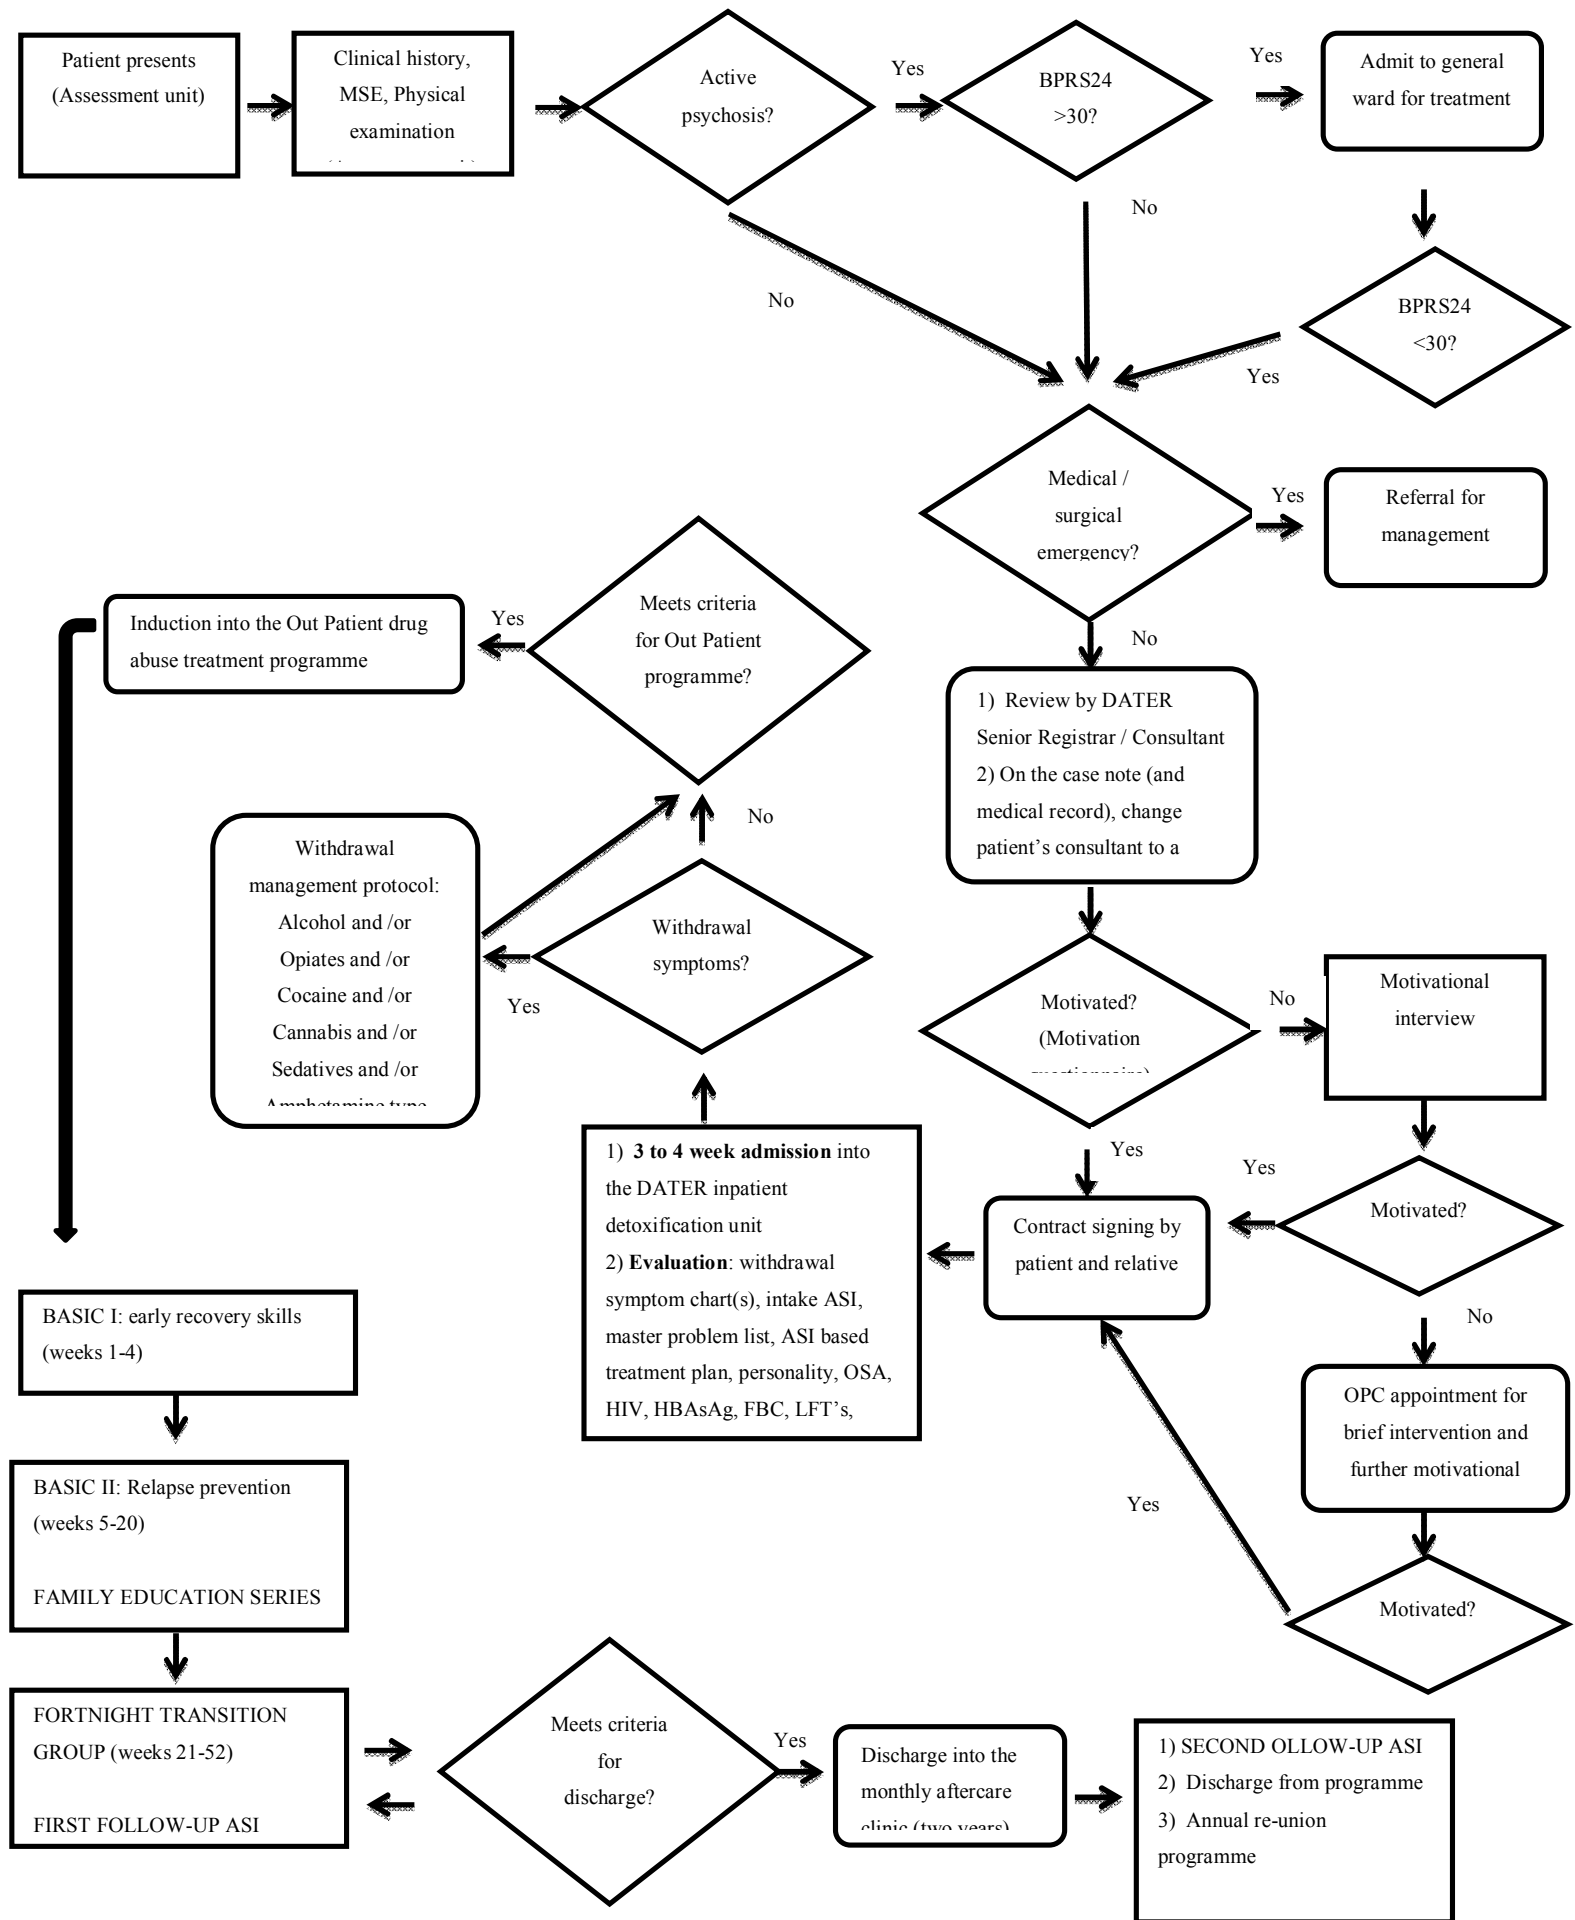 Patient presents
(Assessment unit)
Clinical history,
MSE, Physical
examination
Active
psychosis?
Yes
BPRS24
>30?
Yes
Admit to general
ward for treatment
No
No
BPRS24
<30?
Yes
Medical /
surgical
emergency?
Yes
Referral for
management
No
Meets criteria
for Out Patient
programme?
Yes
Induction into the Out Patient drug
abuse treatment programme
1) Review by DATER
Senior Registrar / Consultant
2) On the case note (and
medical record), change
patient's consultant to a
No
Withdrawal
management protocol:
Alcohol and /or
Opiates and /or
Cocaine and /or
Cannabis and /or
Sedatives and /or
Amphetamine type
Withdrawal
symptoms?
Yes
Motivated?
(Motivation
questionnaire)
No
Motivational
interview
Yes
Yes
Motivated?
1) 3 to 4 week admission into
the DATER inpatient
detoxification unit
2) Evaluation: withdrawal
symptom chart(s), intake ASI,
master problem list, ASI based
treatment plan, personality, OSA,
HIV, HBAsAg, FBC, LFT's,
Contract signing by
patient and relative
No
OPC appointment for
brief intervention and
further motivational
Yes
Motivated?
BASIC I: early recovery skills
(weeks 1-4)
BASIC II: Relapse prevention
(weeks 5-20)
FAMILY EDUCATION SERIES
FORTNIGHT TRANSITION
GROUP (weeks 21-52)
FIRST FOLLOW-UP ASI
Meets criteria
for
discharge?
Yes
Discharge into the
monthly aftercare
clinic (two years)
1) SECOND OLLOW-UP ASI
2) Discharge from programme
3) Annual re-union
programme